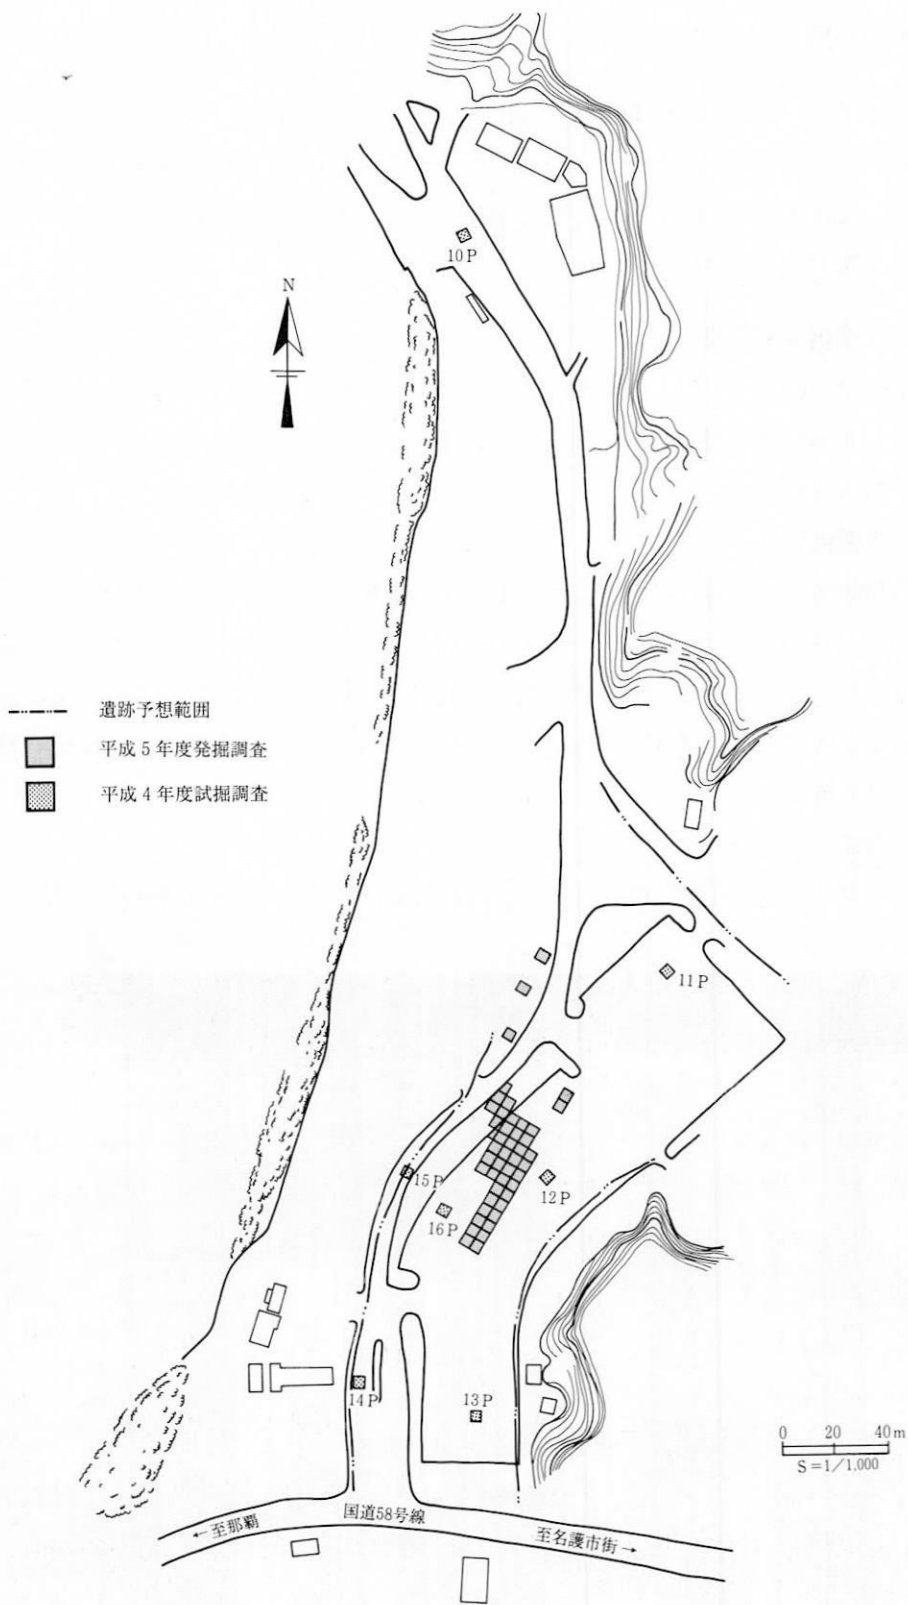 10P
N
遺跡予想範囲
平成5年度発掘調査
平成4年度試掘調査
11P
15P
12P
16P
14P
13P
0 20 40m
S=1/1,000
国道58号線
←至那覇
至名護市街→